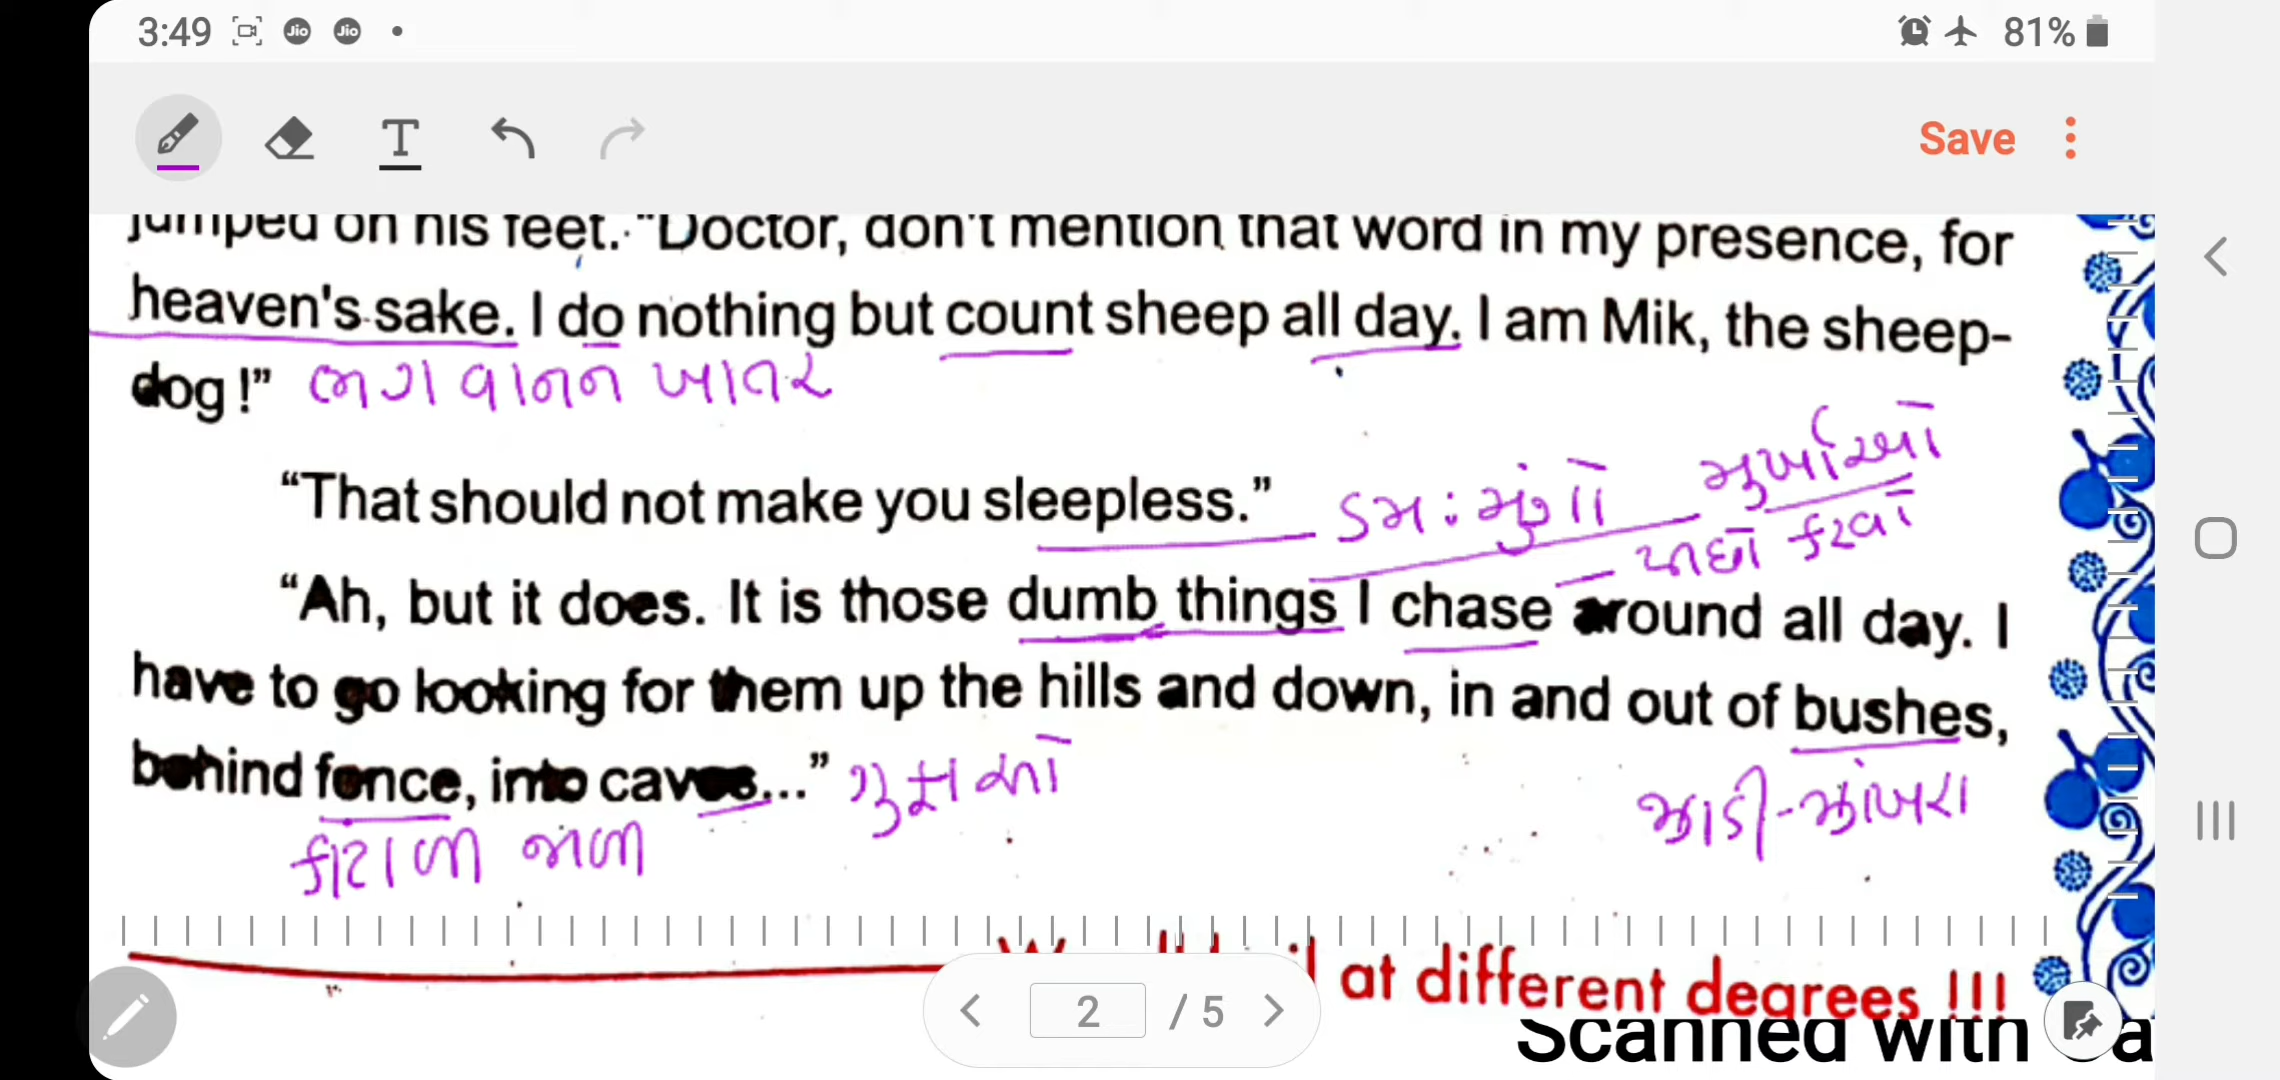 3:49 Jio Jio 81%
T Save
jumped on his feet. "Doctor, don't mention that word in my presence, for
heaven's sake. I do nothing but count sheep all day. I am Mik, the sheep-
dog !” ભગવાનને ખાતર
“That should not make you sleepless.”
“Ah, but it does. It is those dumb things I chase around all day. I
have to go looking for them up the hills and down, in and out of bushes,
behind fence, into caves...”
ઝાડી-ઝાંખરા
at different degrees !!!
2 / 5
Scanned with